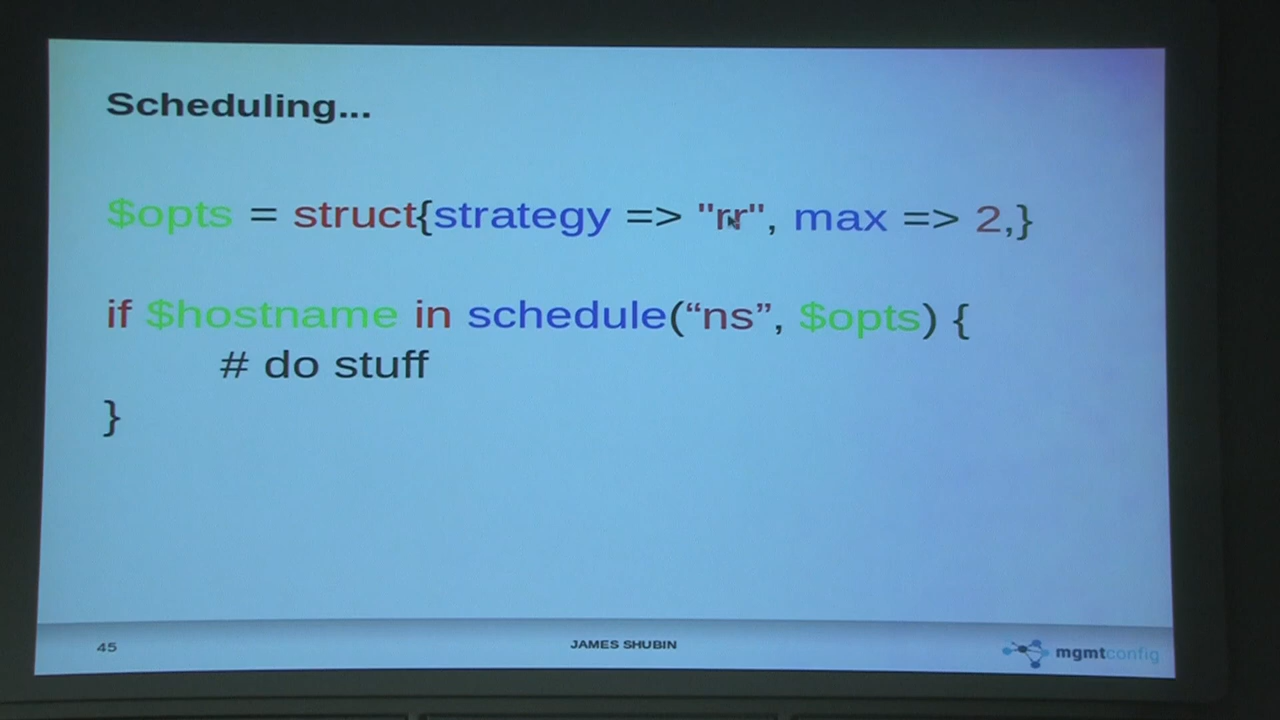 Scheduling...
$opts = struct{strategy => "rr", max => 2,}
if $hostname in schedule(“ns”, $opts) {
# do stuff
}
45
JAMES SHUBIN
mgmtconfig